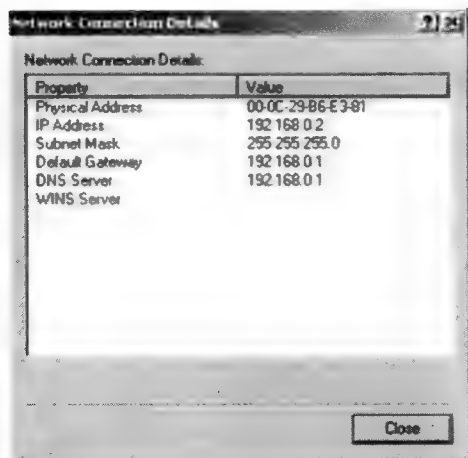 Network Connection Details
Network Connection Details:
Property Value
Physical Address 00-0C-29-B6-E3-81
IP Address 192.168.0.2
Subnet Mask 255.255.255.0
Default Gateway 192.168.0.1
DNS Server 192.168.0.1
WINS Server
Close